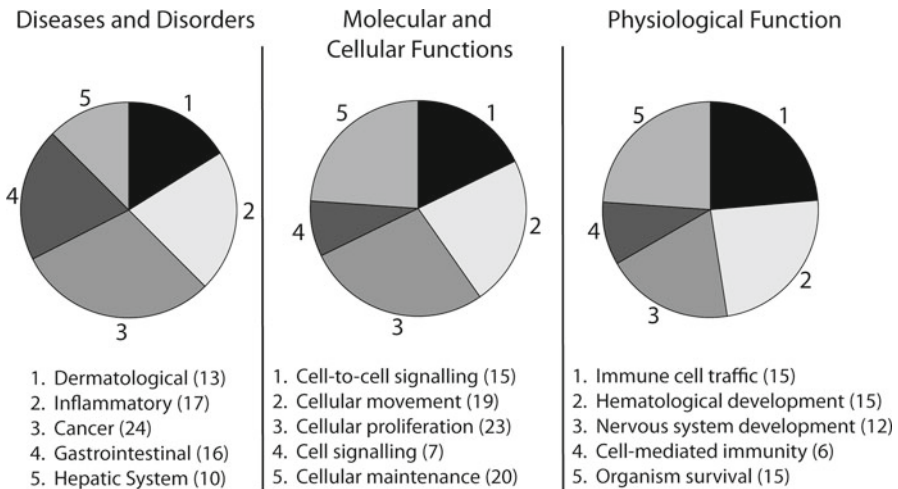 Diseases and Disorders
5
1
4
2
3
1. Dermatological (13)
2. Inflammatory (17)
3. Cancer (24)
4. Gastrointestinal (16)
5. Hepatic System (10)
Molecular and
Cellular Functions
5
1
4
2
3
1. Cell-to-cell signalling (15)
2. Cellular movement (19)
3. Cellular proliferation (23)
4. Cell signalling (7)
5. Cellular maintenance (20)
Physiological Function
5
1
4
2
3
1. Immune cell traffic (15)
2. Hematological development (15)
3. Nervous system development (12)
4. Cell-mediated immunity (6)
5. Organism survival (15)